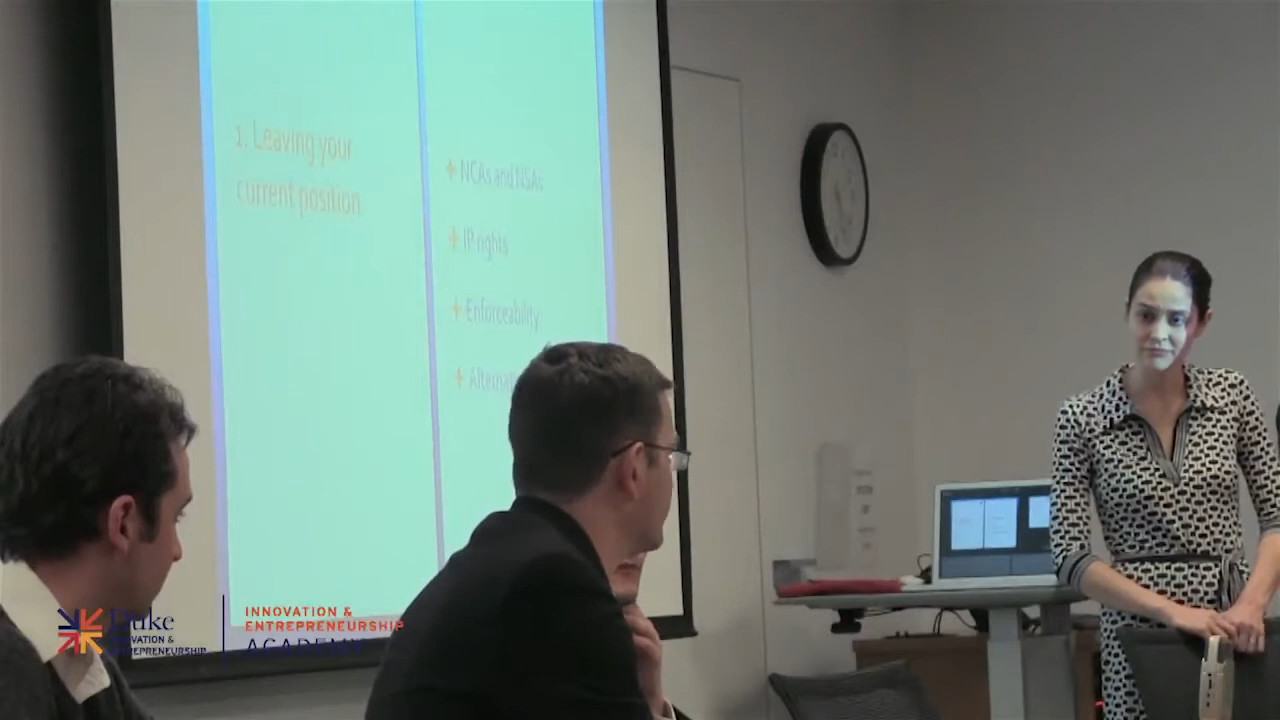 1. Leaving your
current position
+ NCAs and NSAs
+ IP rights
+ Enforceability
Duke
INNOVATION &
ENTREPRENEURSHIP
INNOVATION &
ENTREPRENEURSHIP
ACADEMY